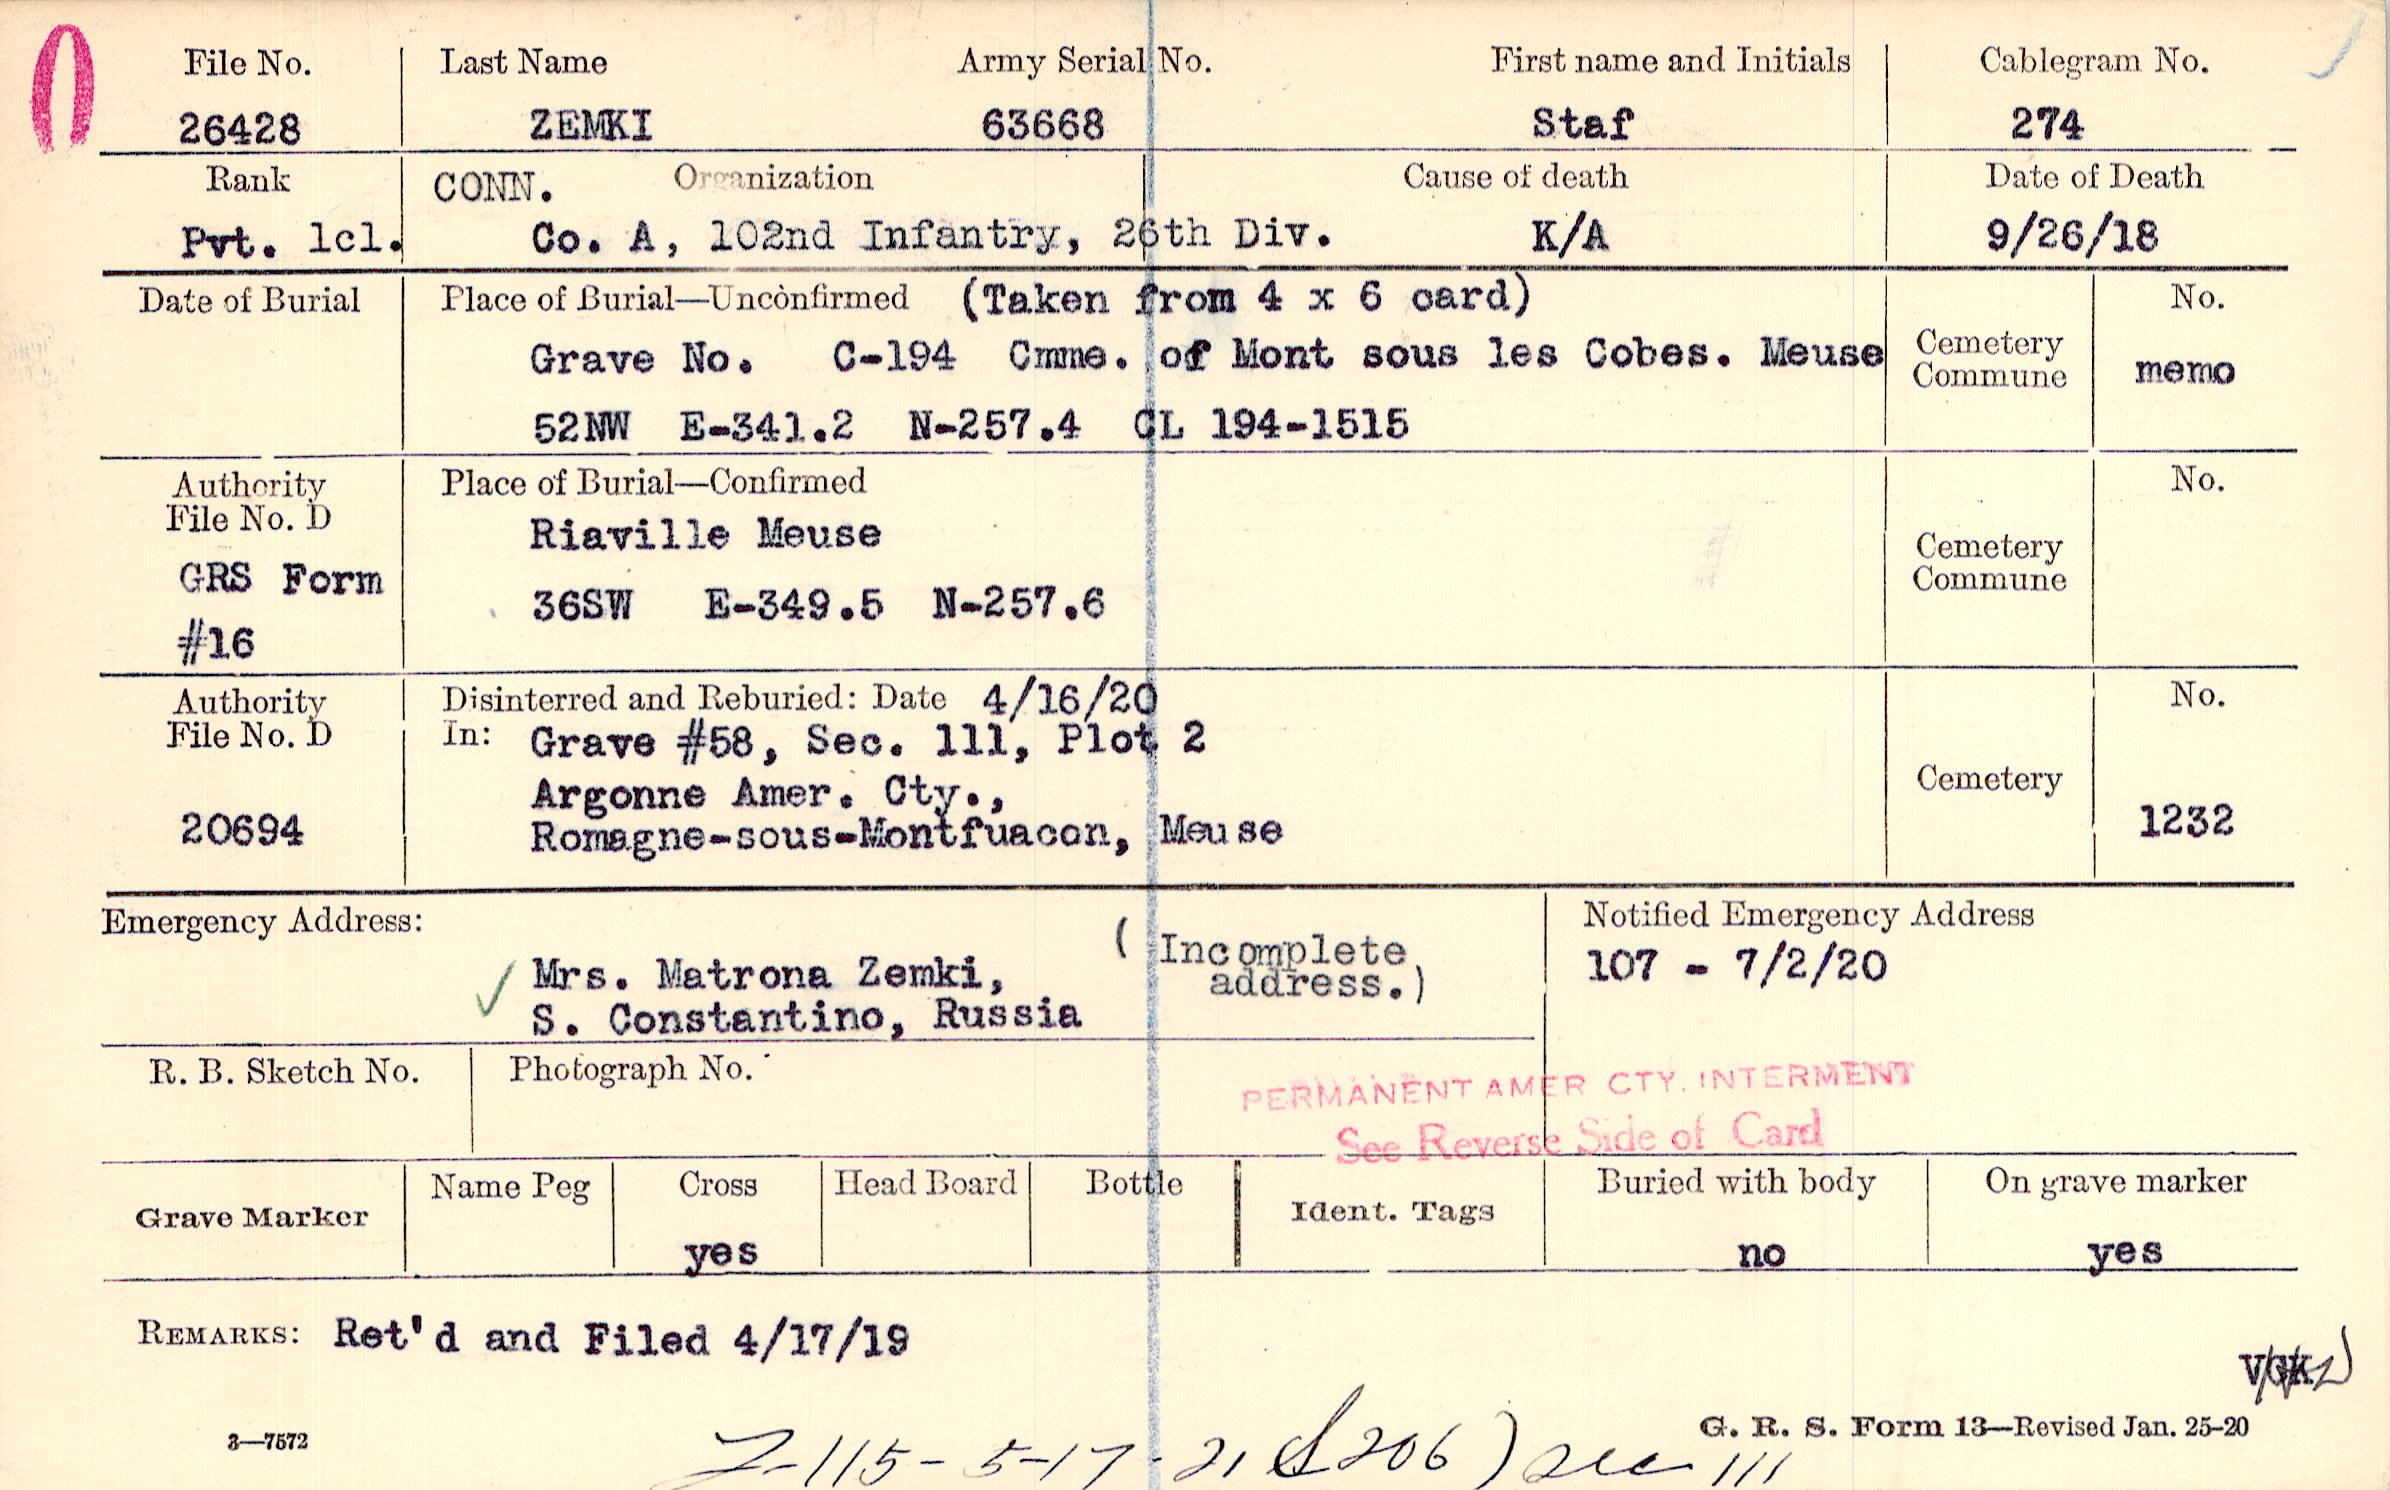 File No. Last Name Army Serial No. First name and Initials Cablegram No.
26428 ZEMKI 63668 Staf 274
Rank CONN. Organization Cause of death Date of Death
Pvt. 1cl. Co. A, 102nd Infantry, 26th Div. K/A 9/26/18
Date of Burial Place of Burial—Unconfirmed (Taken from 4 x 6 card) No.
Grave No. C-194 Cmme. of Mont sous les Cobes. Meuse Cemetery Commune memo
52NW E-341.2 N-257.4 CL 194-1515
Authority Place of Burial—Confirmed No.
File No. D Riaville Meuse Cemetery
GRS Form 36SW E-349.5 N-257.6 Commune
#16
Authority Disinterred and Reburied: Date 4/16/20 No.
File No. D In: Grave #58, Sec. 111, Plot 2
Argonne Amer. Cty., Cemetery
20694 Romagne-sous-Montfuacon, Meuse 1232
Emergency Address: Notified Emergency Address
Mrs. Matrona Zemki, (Incomplete address.) 107 - 7/2/20
S. Constantino, Russia
R. B. Sketch No. Photograph No.
PERMANENT AMER CTY. INTERMENT
See Reverse Side of Card
Grave Marker Name Peg Cross Head Board Bottle Ident. Tags Buried with body On grave marker
yes no yes
REMARKS: Ret'd and Filed 4/17/19
3—7572 G. R. S. Form 13—Revised Jan. 25-20
115 - 5-17-21 206) see 111